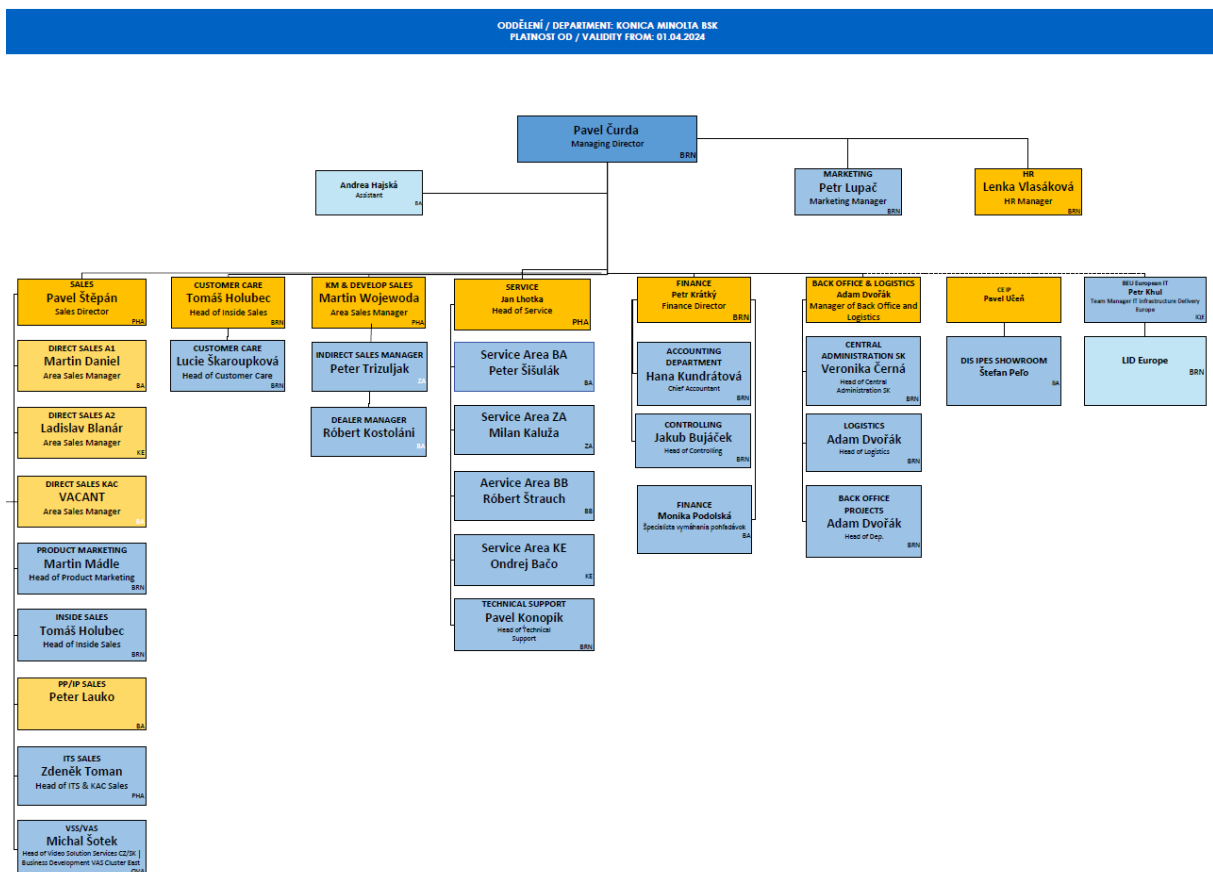 ODDĚLENÍ / DEPARTMENT: KONICA MINOLTA BSK
PLATNOST OD / VALIDITY FROM: 01.04.2024
Pavel Čurda
Managing Director
BRN
Andrea Hajská
Assistant
BA
MARKETING
Petr Lupač
Marketing Manager
BRN
HR
Lenka Vlasáková
HR Manager
BRN
SALES
Pavel Štěpán
Sales Director
PHA
DIRECT SALES A1
Martin Daniel
Area Sales Manager
BA
DIRECT SALES A2
Ladislav Blanár
Area Sales Manager
KE
DIRECT SALES KAC
VACANT
Area Sales Manager
BA
PRODUCT MARKETING
Martin Mádle
Head of Product Marketing
BRN
INSIDE SALES
Tomáš Holubec
Head of Inside Sales
BRN
PP/IP SALES
Peter Lauko
BA
ITS SALES
Zdeněk Toman
Head of ITS & KAC Sales
PHA
VSS/VAS
Michal Šotek
Head of Video Solution Services CZ/SK |
Business Development VAS Cluster East
OVA
CUSTOMER CARE
Tomáš Holubec
Head of Inside Sales
BRN
CUSTOMER CARE
Lucie Škaroupková
Head of Customer Care
BRN
KM & DEVELOP SALES
Martin Wojewoda
Area Sales Manager
PHA
INDIRECT SALES MANAGER
Peter Trizuljak
ZA
DEALER MANAGER
Róbert Kostoláni
BA
SERVICE
Jan Lhotka
Head of Service
PHA
Service Area BA
Peter Šišulák
BA
Service Area ZA
Milan Kaluža
ZA
Aervice Area BB
Róbert Štrauch
BB
Service Area KE
Ondrej Bačo
KE
TECHNICAL SUPPORT
Pavel Konopík
Head of Technical
Support
BRN
FINANCE
Petr Krátký
Finance Director
BRN
ACCOUNTING
DEPARTMENT
Hana Kundrátová
Chief Accountant
BRN
CONTROLLING
Jakub Bujáček
Head of Controlling
BRN
FINANCE
Monika Podolská
Špecialista vymáhania pohľadávok
BA
BACK OFFICE & LOGISTICS
Adam Dvořák
Manager of Back Office and
Logistics
CENTRAL
ADMINISTRATION SK
Veronika Černá
Head of Central
Administration SK
BRN
LOGISTICS
Adam Dvořák
Head of Logistics
BRN
BACK OFFICE
PROJECTS
Adam Dvořák
Head of Dep.
BRN
CE IP
Pavel Učeň
DIS IPES SHOWROOM
Štefan Peľo
BA
BEU European IT
Petr Khul
Team Manager IT Infrastructure Delivery
Europe
LID Europe
BRN